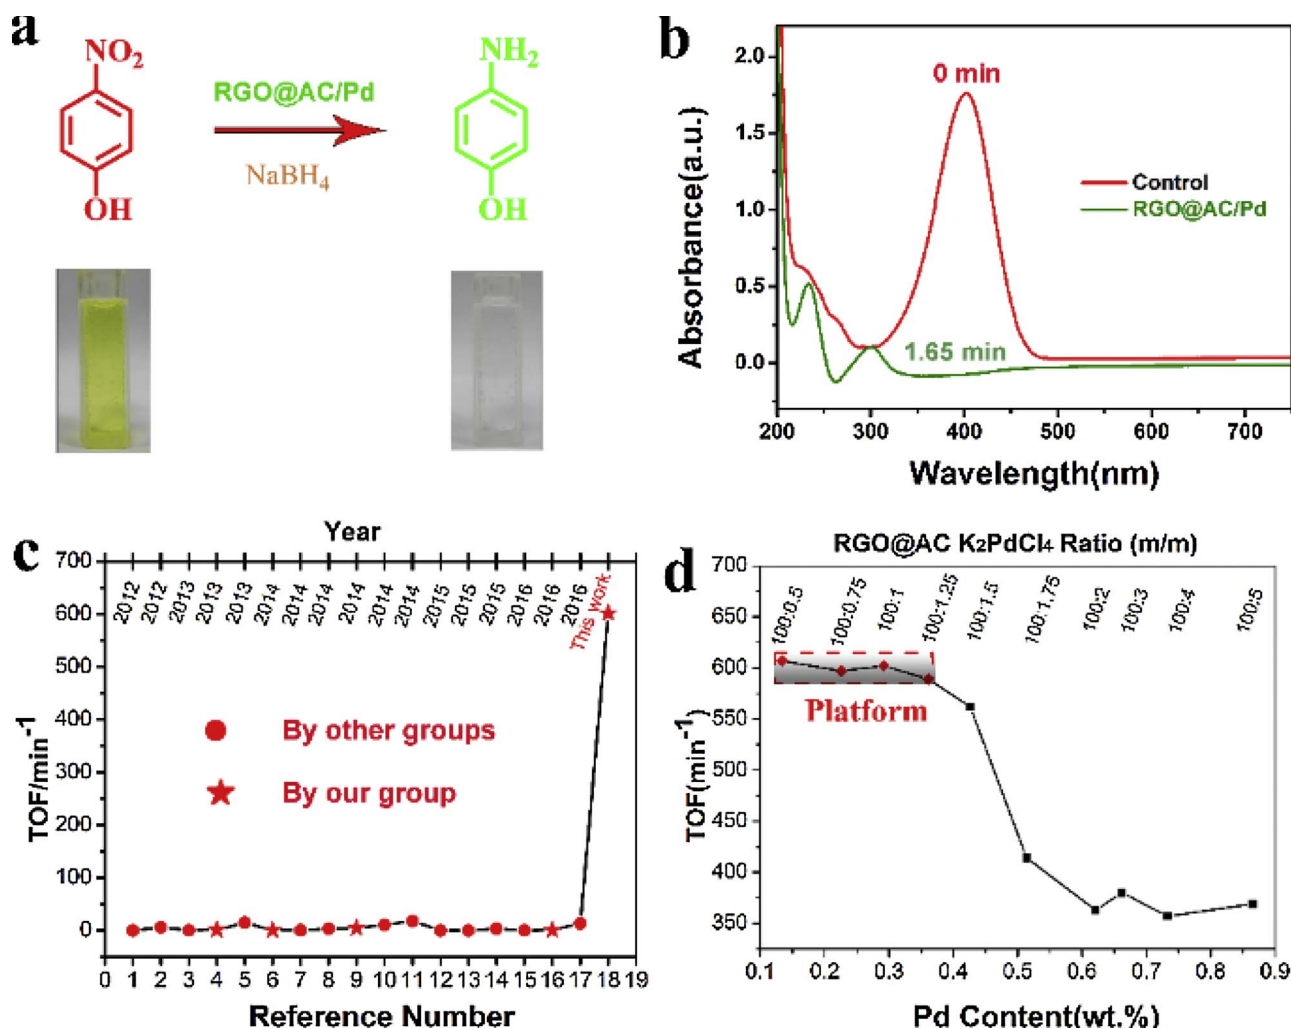 a
NO2
OH
RGO@AC/Pd
NaBH4
NH2
OH
b
2.0
1.5
1.0
0.5
0.0
Absorbance(a.u.)
0 min
Control
RGO@AC/Pd
1.65 min
200 300 400 500 600 700
Wavelength(nm)
c
Year
2012 2012 2013 2013 2013 2014 2014 2014 2014 2014 2014 2015 2015 2015 2016 2016 2016 This work
700
600
500
400
300
200
100
0
TOF/min-1
By other groups
By our group
0 1 2 3 4 5 6 7 8 9 10 11 12 13 14 15 16 17 18 19
Reference Number
d
RGO@AC K2PdCl4 Ratio (m/m)
100:0.5 100:0.75 100:1 100:1.25 100:1.5 100:1.75 100:2 100:3 100:4 100:5
700
650
600
550
500
450
400
350
TOF(min-1)
Platform
0.1 0.2 0.3 0.4 0.5 0.6 0.7 0.8 0.9
Pd Content(wt.%)